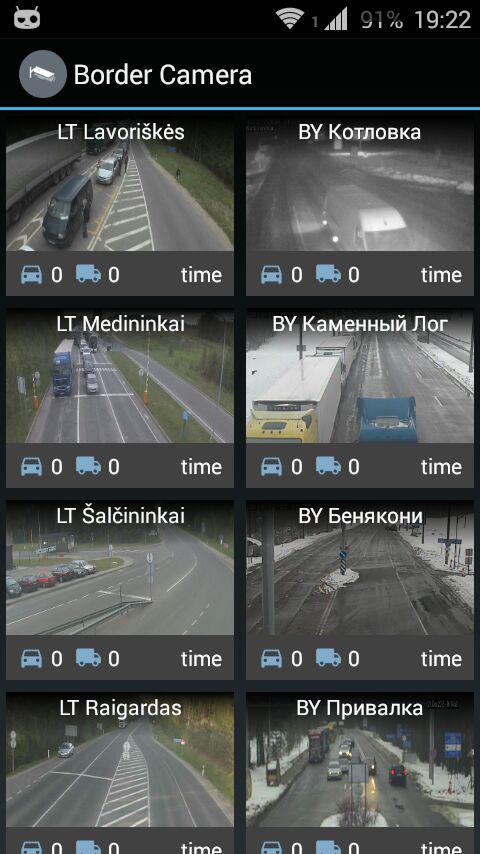 1 91% 19:22
Border Camera
LT Lavoriškės
BY Котловка
0 0 time
0 0 time
LT Medininkai
BY Каменный Лог
0 0 time
0 0 time
LT Šalčininkai
BY Бенякони
0 0 time
0 0 time
LT Raigardas
BY Привалка
0 0
0 0